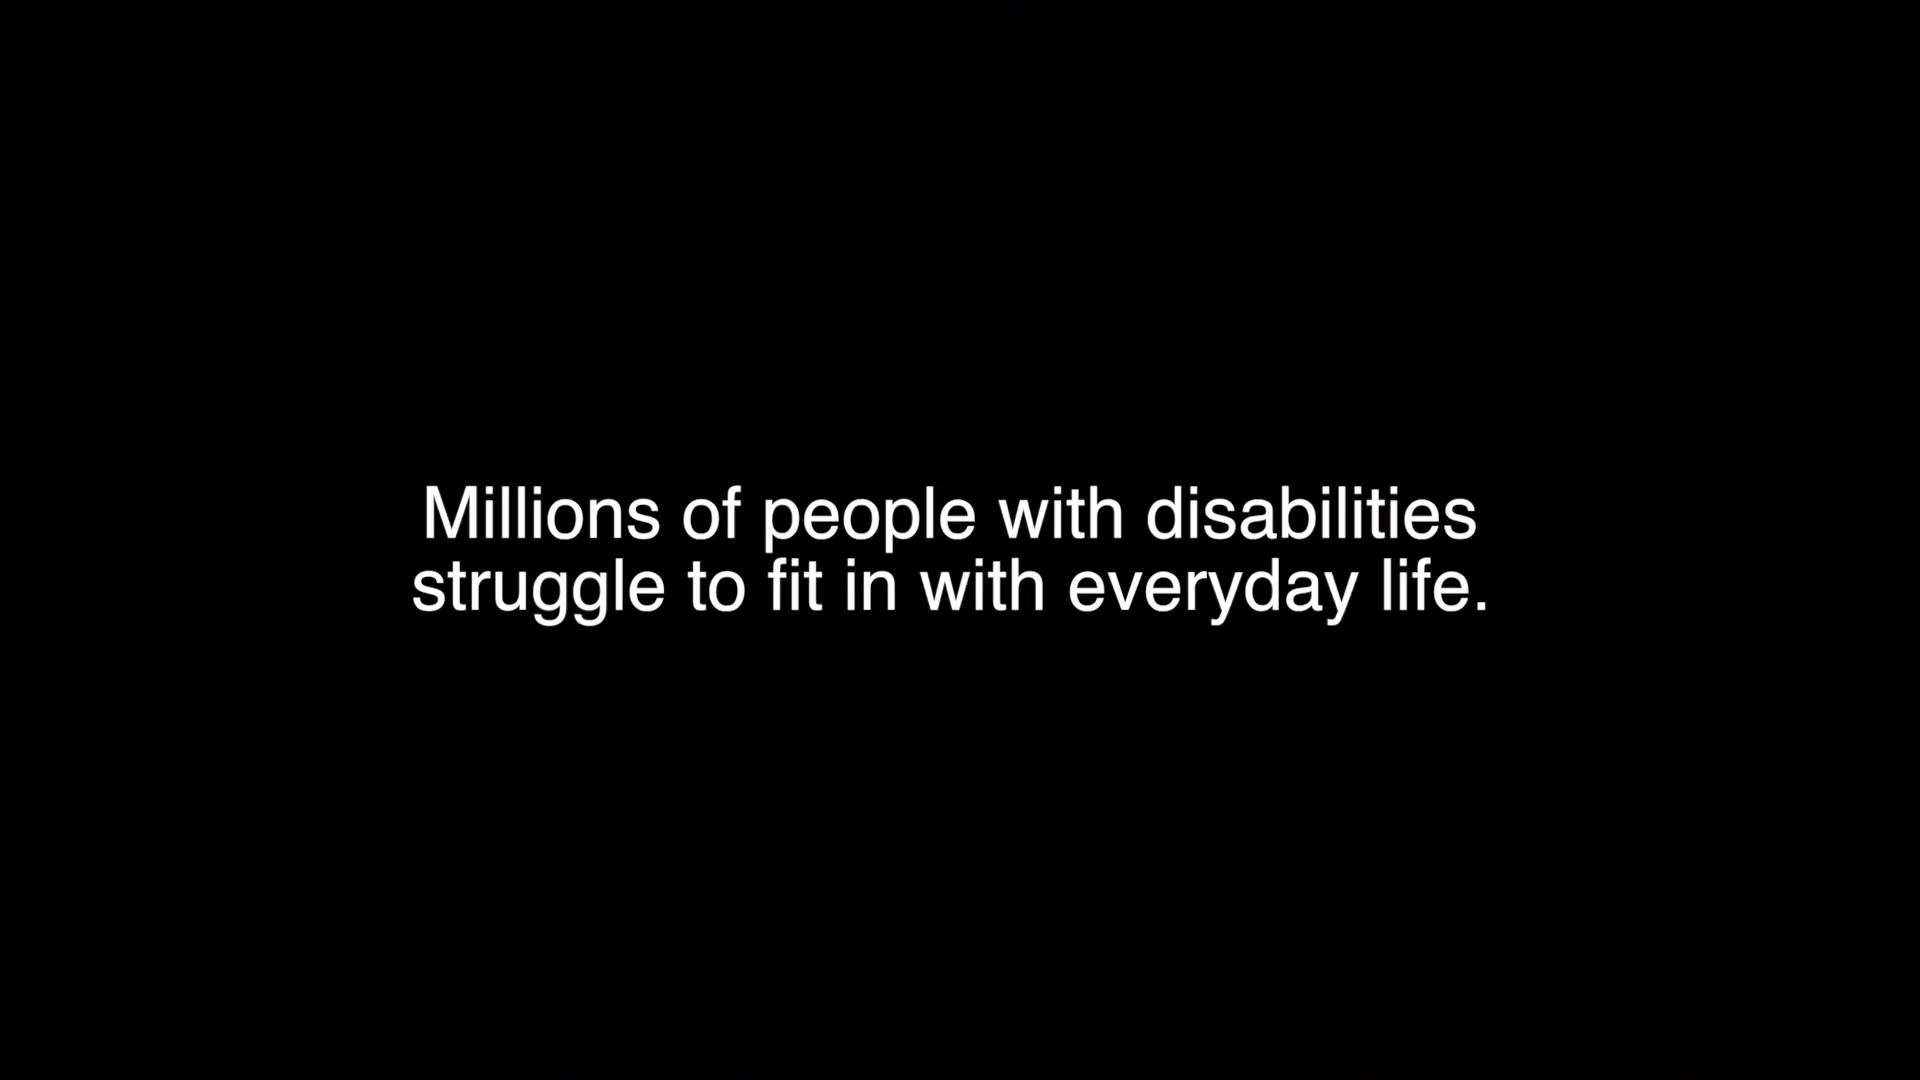 Millions of people with disabilities
struggle to fit in with everyday life.